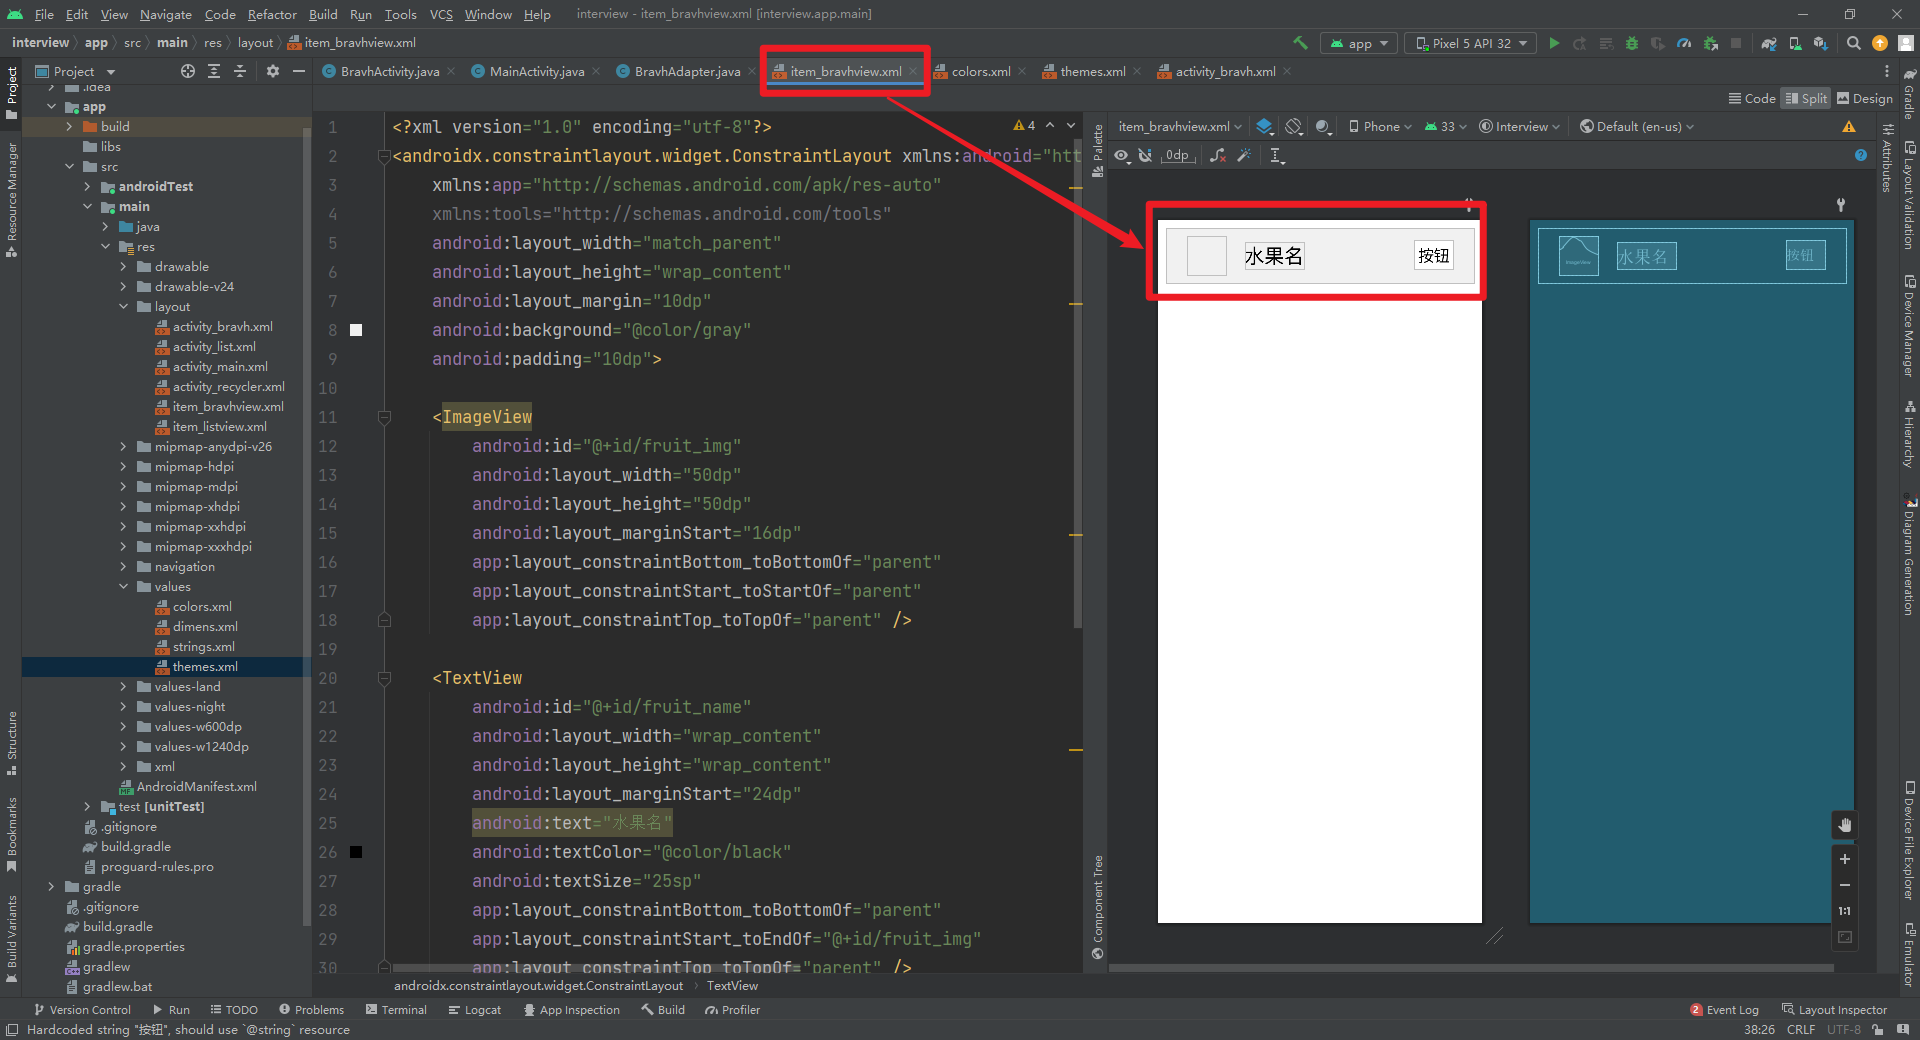 File Edit View Navigate Code Refactor Build Run Tools VCS Window Help interview - item_bravhview.xml [interview.app.main]
interview app src main res layout item_bravhview.xml app Pixel 5 API 32
Project BravhActivity.java MainActivity.java BravhAdapter.java item_bravhview.xml colors.xml themes.xml activity_bravh.xml
Code Split Design
Project
Resource Manager
Structure
Bookmarks
Build Variants
.idea
app
build
libs
src
androidTest
main
java
res
drawable
drawable-v24
layout
activity_bravh.xml
activity_list.xml
activity_main.xml
activity_recycler.xml
item_bravhview.xml
item_listview.xml
mipmap-anydpi-v26
mipmap-hdpi
mipmap-mdpi
mipmap-xhdpi
mipmap-xxhdpi
mipmap-xxxhdpi
navigation
values
colors.xml
dimens.xml
strings.xml
themes.xml
values-land
values-night
values-w600dp
values-w1240dp
xml
AndroidManifest.xml
test [unitTest]
.gitignore
build.gradle
proguard-rules.pro
gradle
.gitignore
build.gradle
gradle.properties
gradlew
gradlew.bat
4
1 <?xml version="1.0" encoding="utf-8"?>
2 <androidx.constraintlayout.widget.ConstraintLayout xmlns:android="htt
3 xmlns:app="http://schemas.android.com/apk/res-auto"
4 xmlns:tools="http://schemas.android.com/tools"
5 android:layout_width="match_parent"
6 android:layout_height="wrap_content"
7 android:layout_margin="10dp"
8 android:background="@color/gray"
9 android:padding="10dp">
10
11 <ImageView
12 android:id="@+id/fruit_img"
13 android:layout_width="50dp"
14 android:layout_height="50dp"
15 android:layout_marginStart="16dp"
16 app:layout_constraintBottom_toBottomOf="parent"
17 app:layout_constraintStart_toStartOf="parent"
18 app:layout_constraintTop_toTopOf="parent" />
19
20 <TextView
21 android:id="@+id/fruit_name"
22 android:layout_width="wrap_content"
23 android:layout_height="wrap_content"
24 android:layout_marginStart="24dp"
25 android:text="水果名"
26 android:textColor="@color/black"
27 android:textSize="25sp"
28 app:layout_constraintBottom_toBottomOf="parent"
29 app:layout_constraintStart_toEndOf="@+id/fruit_img"
30 app:layout_constraintTop_toTopOf="parent" />
androidx.constraintlayout.widget.ConstraintLayout TextView
Palette
Component Tree
item_bravhview.xml Phone 33 Interview Default (en-us)
0dp
水果名 按钮
ImageView 水果名 按钮
1:1
Attributes
Gradle
Layout Validation
Device Manager
Hierarchy
Diagram Generation
Device File Explorer
Emulator
Version Control Run TODO Problems Terminal Logcat App Inspection Build Profiler 2 Event Log Layout Inspector
Hardcoded string "按钮", should use `@string` resource 38:26 CRLF UTF-8